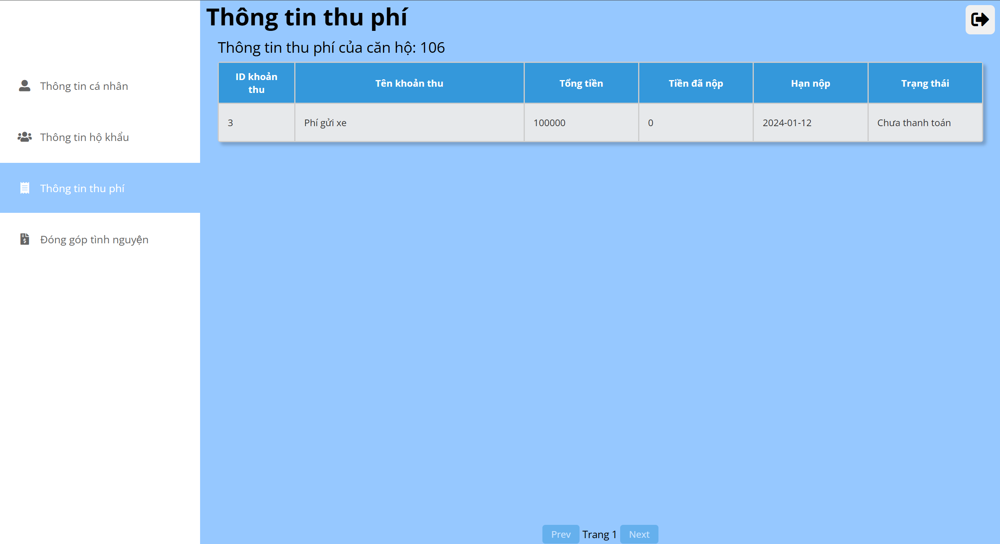 Thông tin cá nhân
Thông tin hộ khẩu
Thông tin thu phí
Đóng góp tình nguyện
Thông tin thu phí
Thông tin thu phí của căn hộ: 106
ID khoản
thu
Tên khoản thu
Tổng tiền
Tiền đã nộp
Hạn nộp
Trạng thái
3
Phí gửi xe
100000
0
2024-01-12
Chưa thanh toán
Prev Trang 1 Next